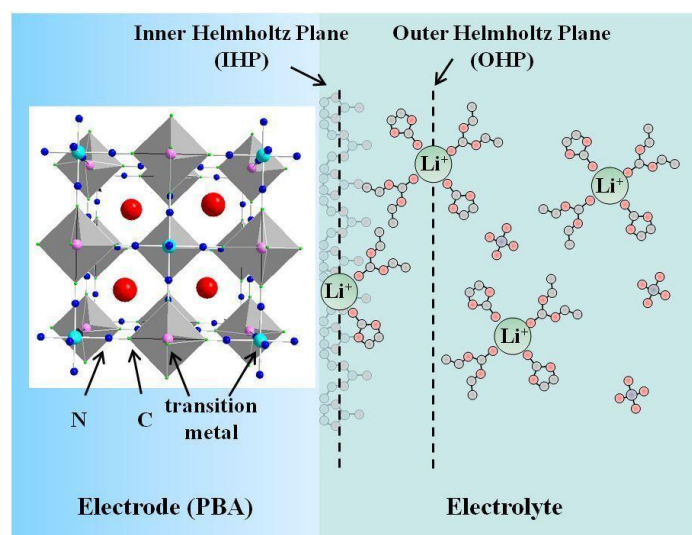 Inner Helmholtz Plane
(IHP)
Outer Helmholtz Plane
(OHP)
Li⁺
Li⁺
Li⁺
Li⁺
N
C
transition
metal
Electrode (PBA)
Electrolyte